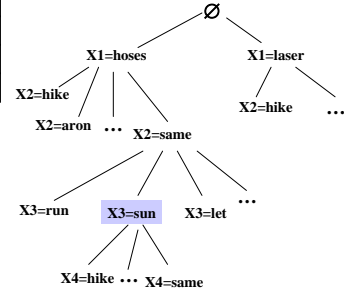 ∅
X1=hoses X1=laser
X2=hike X2=hike ...
X2=aron ... X2=same
X3=run X3=sun X3=let ...
X4=hike ... X4=same